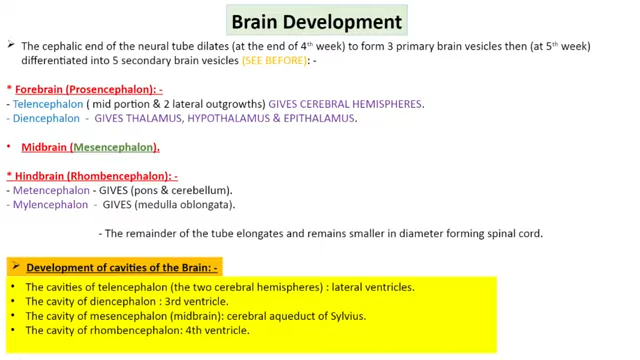 Brain Development
➢ The cephalic end of the neural tube dilates (at the end of 4th week) to form 3 primary brain vesicles then (at 5th week)
differentiated into 5 secondary brain vesicles (SEE BEFORE): -
* Forebrain (Prosencephalon): -
- Telencephalon ( mid portion & 2 lateral outgrowths) GIVES CEREBRAL HEMISPHERES.
- Diencephalon - GIVES THALAMUS, HYPOTHALAMUS & EPITHALAMUS.
• Midbrain (Mesencephalon).
* Hindbrain (Rhombencephalon): -
- Metencephalon - GIVES (pons & cerebellum).
- Mylencephalon - GIVES (medulla oblongata).
- The remainder of the tube elongates and remains smaller in diameter forming spinal cord.
➢ Development of cavities of the Brain: -
• The cavities of telencephalon (the two cerebral hemispheres) : lateral ventricles.
• The cavity of diencephalon : 3rd ventricle.
• The cavity of mesencephalon (midbrain): cerebral aqueduct of Sylvius.
• The cavity of rhombencephalon: 4th ventricle.